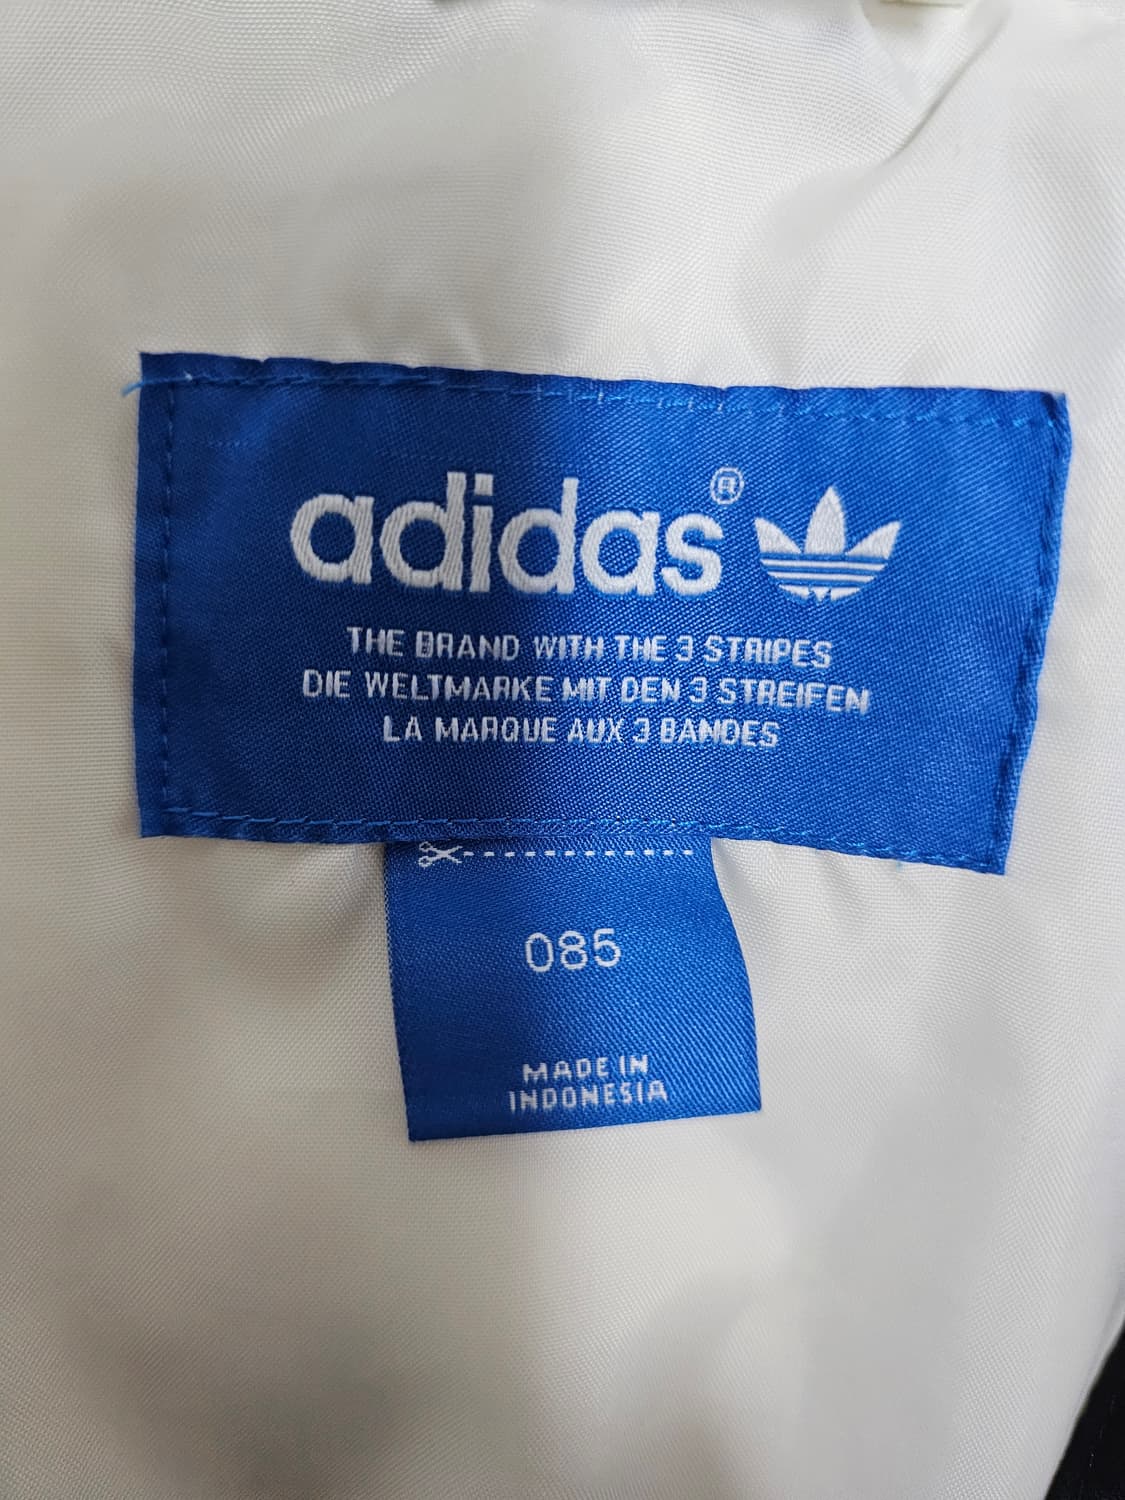 adidas®
THE BRAND WITH THE 3 STRIPES
DIE WELTMARKE MIT DEN 3 STREIFEN
LA MARQUE AUX 3 BANDES
085
MADE IN
INDONESIA